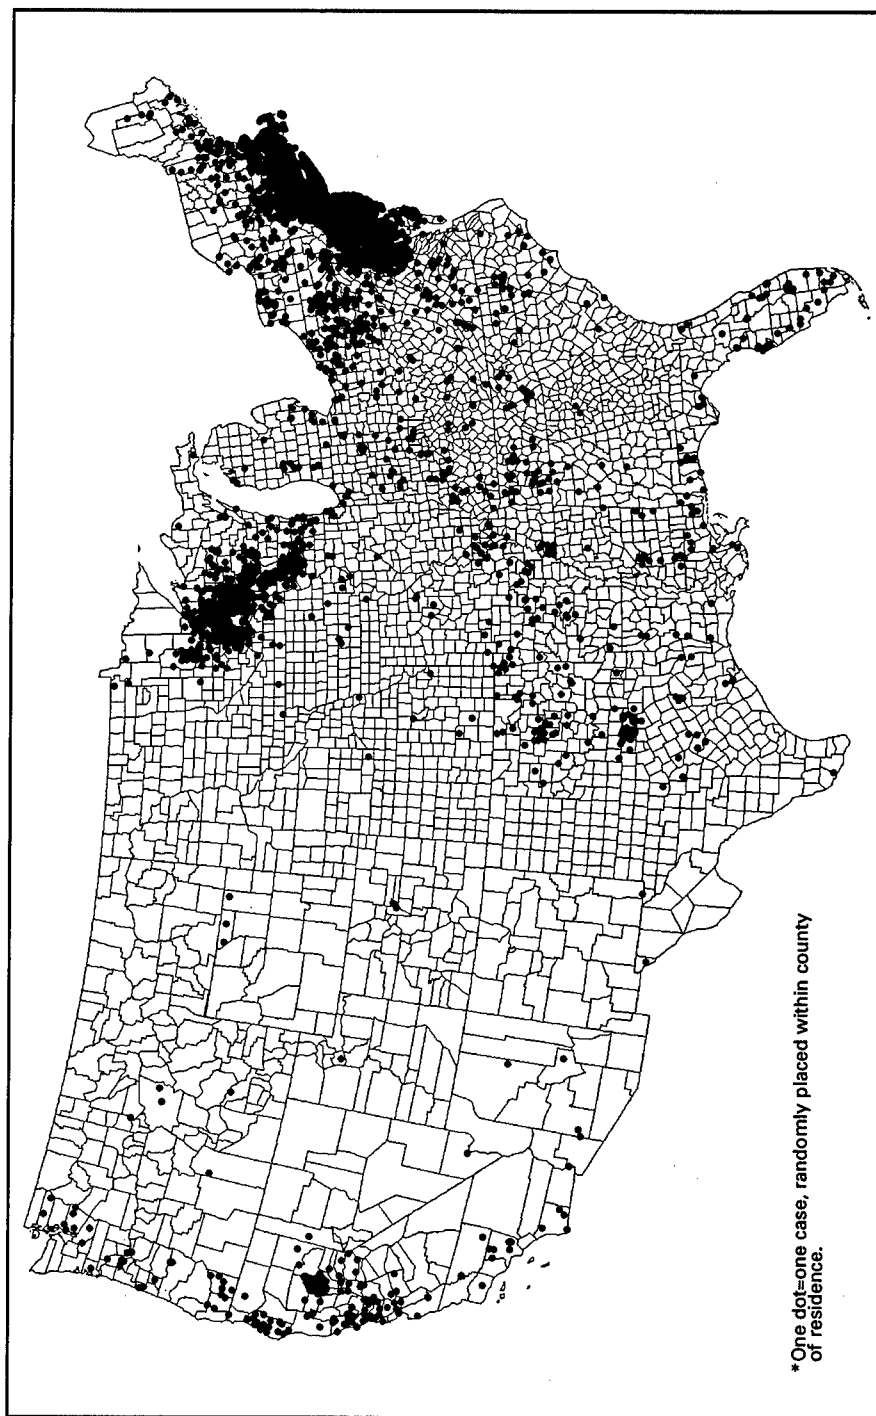 *One dot=one case, randomly placed within county
of residence.